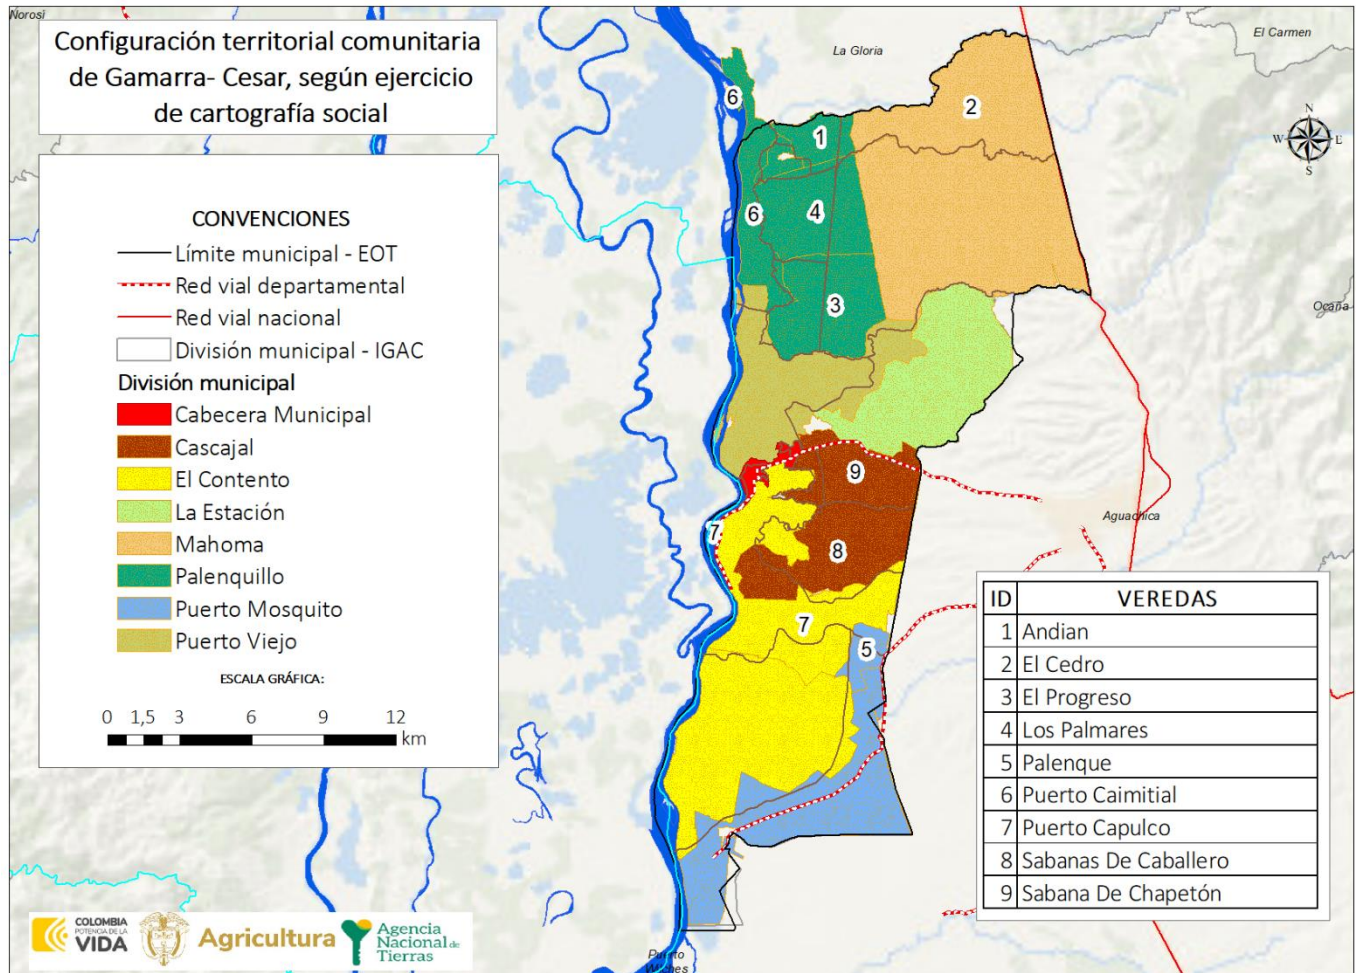 Configuración territorial comunitaria
de Gamarra- Cesar, según ejercicio
de cartografía social
CONVENCIONES
Límite municipal - EOT
Red vial departamental
Red vial nacional
División municipal - IGAC
División municipal
Cabecera Municipal
Cascajal
El Contento
La Estación
Mahoma
Palenquillo
Puerto Mosquito
Puerto Viejo
ESCALA GRÁFICA:
0 1,5 3 6 9 12
km
Norosi
La Gloria
El Carmen
Ocaña
Aguachica
Puerto
Wilches
N
W E
S
6
1
2
6
4
3
9
7
8
7
5
ID VEREDAS
1 Andian
2 El Cedro
3 El Progreso
4 Los Palmares
5 Palenque
6 Puerto Caimitial
7 Puerto Capulco
8 Sabanas De Caballero
9 Sabana De Chapetón
COLOMBIA
POTENCIA DE LA
VIDA
Agricultura
Agencia
Nacional de
Tierras